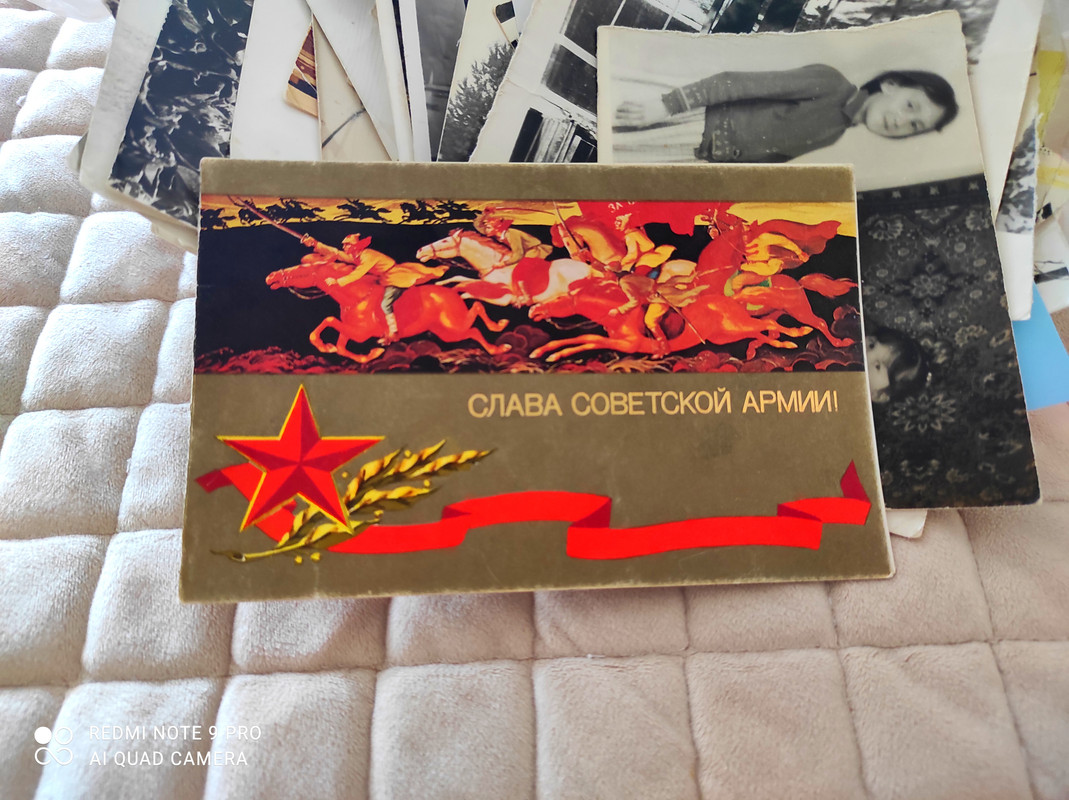 СЛАВА СОВЕТСКОЙ АРМИИ!
REDMI NOTE 9 PRO
AI QUAD CAMERA